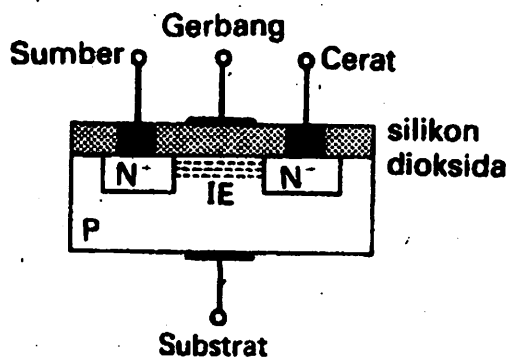 Gerbang
Sumber
Cerat
silikon
dioksida
N⁺
IE
N⁻
P
Substrat